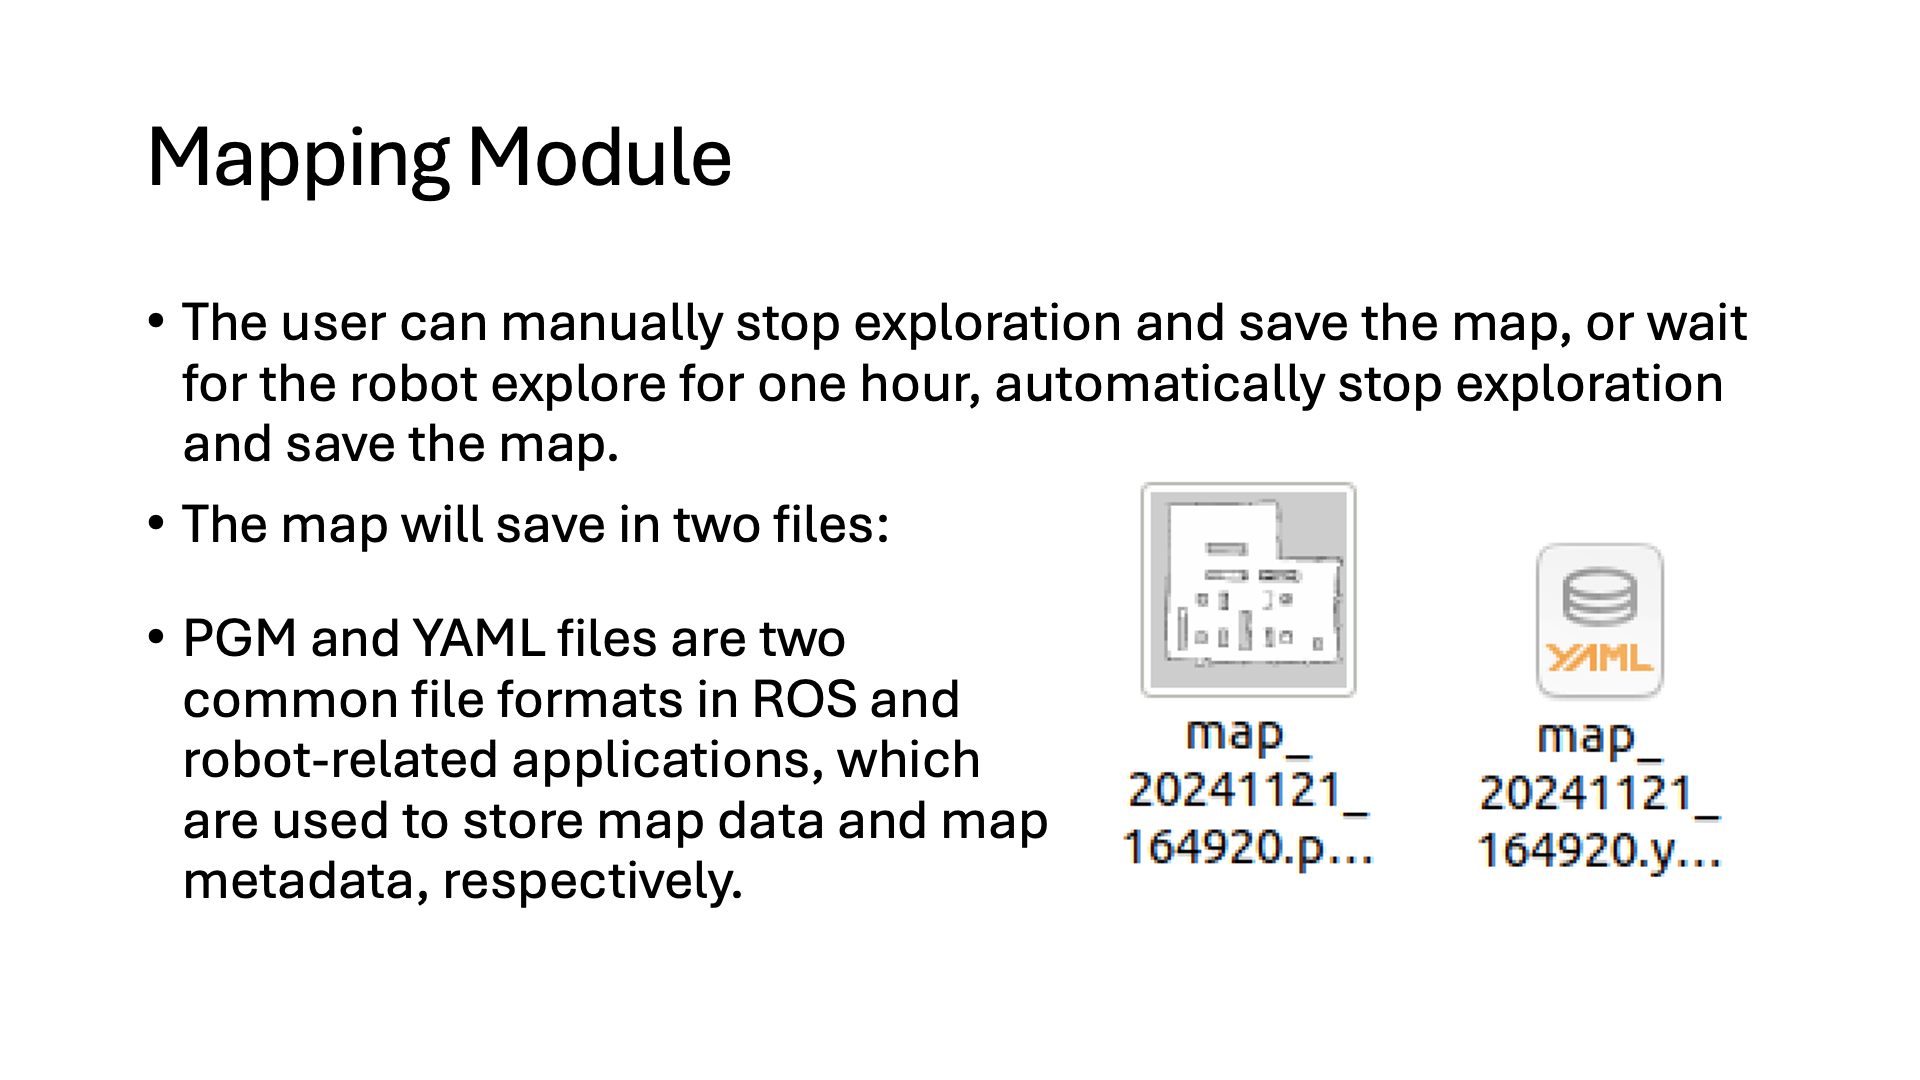 Mapping Module
• The user can manually stop exploration and save the map, or wait
for the robot explore for one hour, automatically stop exploration
and save the map.
• The map will save in two files:
• PGM and YAML files are two
common file formats in ROS and
robot-related applications, which
are used to store map data and map
metadata, respectively.
map_
20241121_
164920.p...
YAML
map_
20241121_
164920.y...